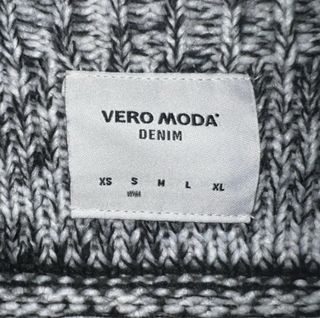 VERO MODA
DENIM
XS S M L XL